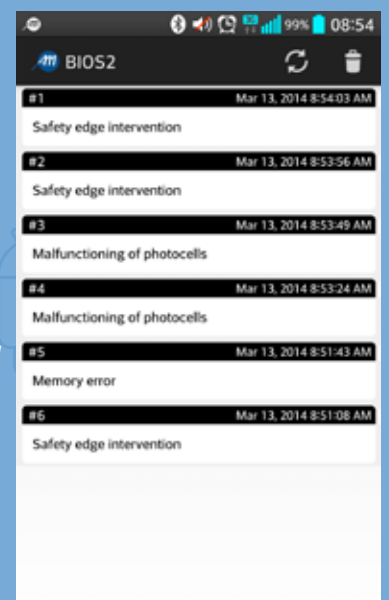 99% 08:54
BIOS2
#1 Mar 13, 2014 8:54:03 AM
Safety edge intervention
#2 Mar 13, 2014 8:53:56 AM
Safety edge intervention
#3 Mar 13, 2014 8:53:49 AM
Malfunctioning of photocells
#4 Mar 13, 2014 8:53:24 AM
Malfunctioning of photocells
#5 Mar 13, 2014 8:51:43 AM
Memory error
#6 Mar 13, 2014 8:51:08 AM
Safety edge intervention